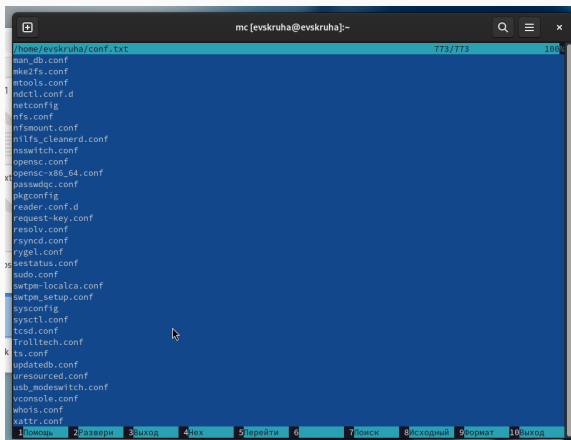 mc [evskruha@evskruha]:~
/home/evskruha/conf.txt 773/773 100%
man_db.conf
mke2fs.conf
mtools.conf
ndctl.conf.d
netconfig
nfs.conf
nfsmount.conf
nilfs_cleanerd.conf
nsswitch.conf
opensc.conf
opensc-x86_64.conf
passwdqc.conf
pkgconfig
reader.conf.d
request-key.conf
resolv.conf
rsyncd.conf
rygel.conf
sestatus.conf
sudo.conf
swtpm-localca.conf
swtpm_setup.conf
sysconfig
sysctl.conf
tcsd.conf
Trolltech.conf
ts.conf
updatedb.conf
uresourced.conf
usb_modeswitch.conf
vconsole.conf
whois.conf
xattr.conf
1Помощь 2Разверн 3Выход 4Hex 5Перейти 6 7Поиск 8Исходный 9Формат 10Выход